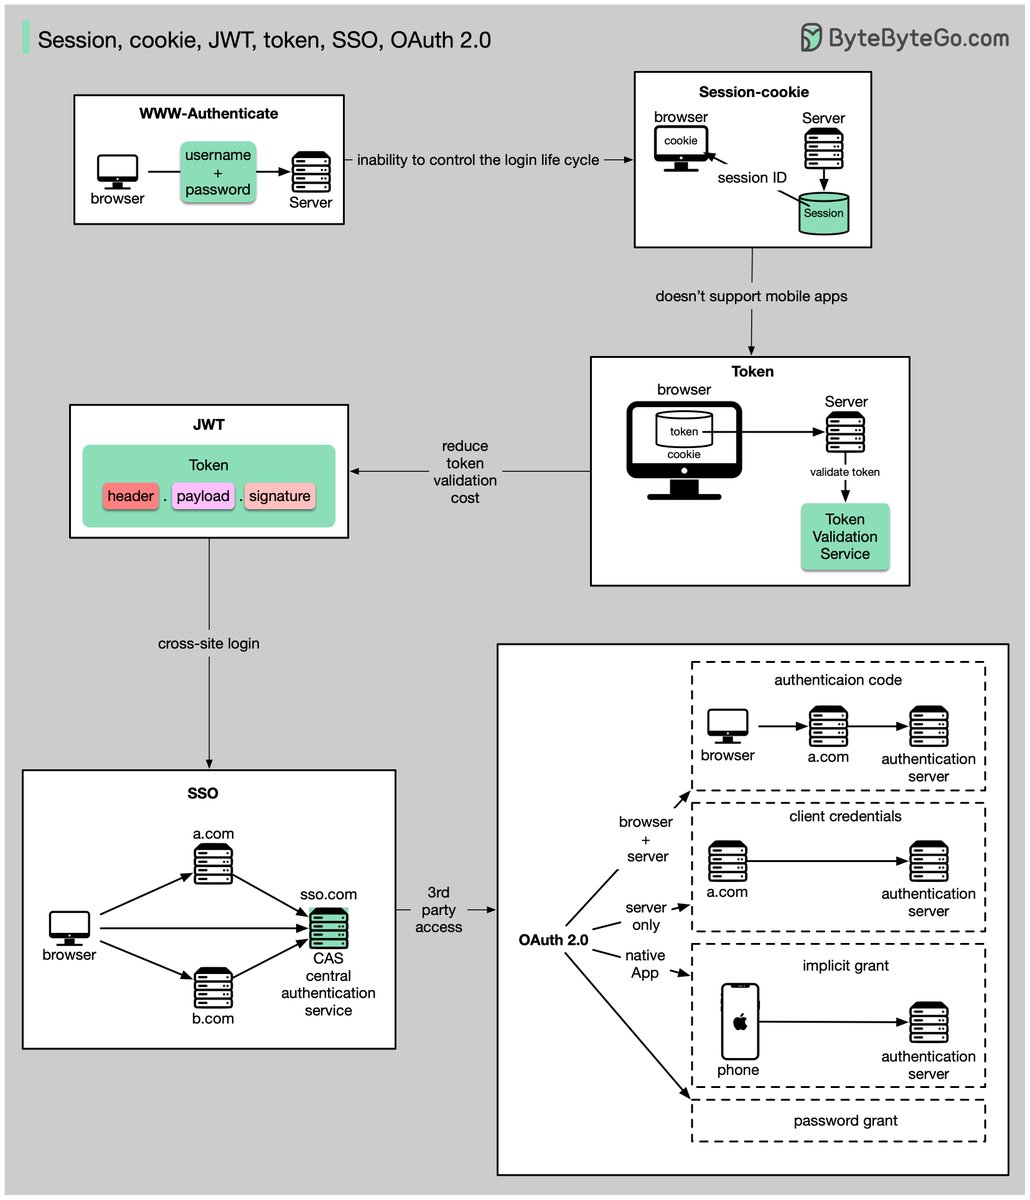 Session, cookie, JWT, token, SSO, OAuth 2.0
ByteByteGo.com
WWW-Authenticate
browser
username
+
password
Server
inability to control the login life cycle
Session-cookie
browser
cookie
Server
session ID
Session
doesn't support mobile apps
Token
browser
token
cookie
Server
validate token
Token
Validation
Service
reduce
token
validation
cost
JWT
Token
header . payload . signature
cross-site login
SSO
browser
a.com
b.com
sso.com
CAS
central
authentication
service
3rd
party
access
OAuth 2.0
browser
+
server
authenticaion code
browser
a.com
authentication
server
server
only
client credentials
a.com
authentication
server
native
App
implicit grant
phone
authentication
server
password grant